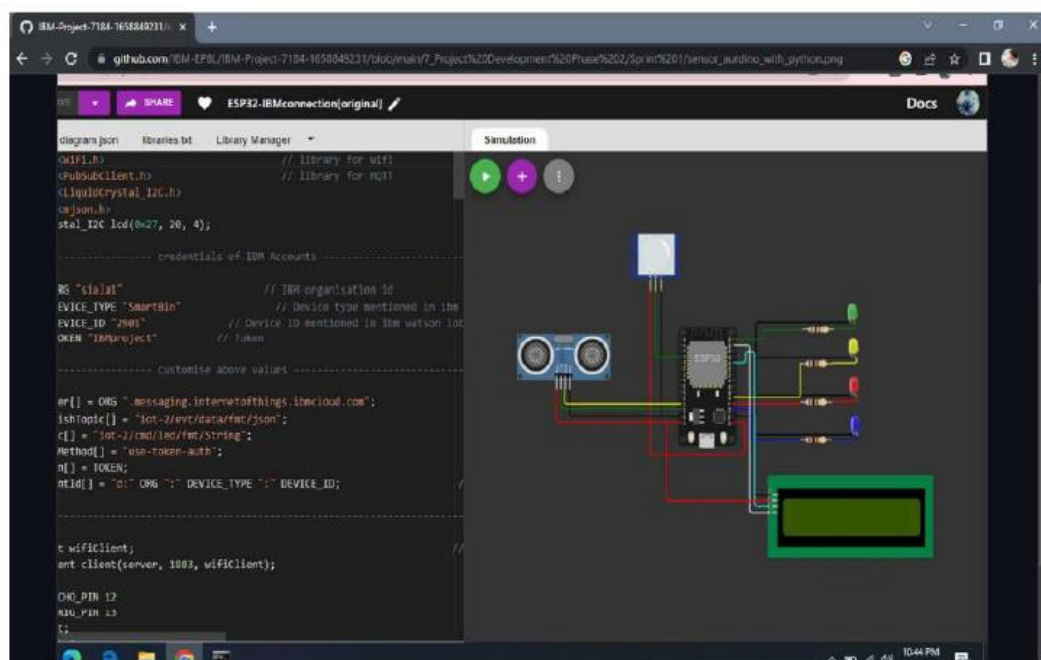 IBM-Project-7184-1658849231/
github.com/IBM-EPBL/IBM-Project-7184-1658849231/blob/main/7_Project%20Development%20Phase%202/Sprint%201/sensor_aurdino_with_python.png
SHARE
ESP32-IBMconnection(original)
Docs
diagram.json libraries.txt Library Manager
Simulation
<WiFi.h> // library for wifi
<PubSubClient.h> // library for MQTT
<LiquidCrystal_I2C.h>
<mjson.h>
stal_I2C lcd(0x27, 20, 4);
--------------- credentials of IBM Accounts ---------------
RG "sialat" // IBM organisation id
EVICE_TYPE "SmartBin" // Device type mentioned in ibm
EVICE_ID "2901" // Device ID mentioned in ibm watson iot
OKEN "IBMproject" // Token
--------------- Customise above values ---------------
er[] = ORG ".messaging.internetofthings.ibmcloud.com";
ishTopic[] = "iot-2/evt/data/fmt/json";
c[] = "iot-2/cmd/led/fmt/String";
Method[] = "use-token-auth";
n[] = TOKEN;
ntId[] = "d:" ORG ":" DEVICE_TYPE ":" DEVICE_ID; /
t wifiClient; //
ent client(server, 1883, wifiClient);
CHO_PIN 12
RIG_PIN 13
t;
ESP32
10:44 PM